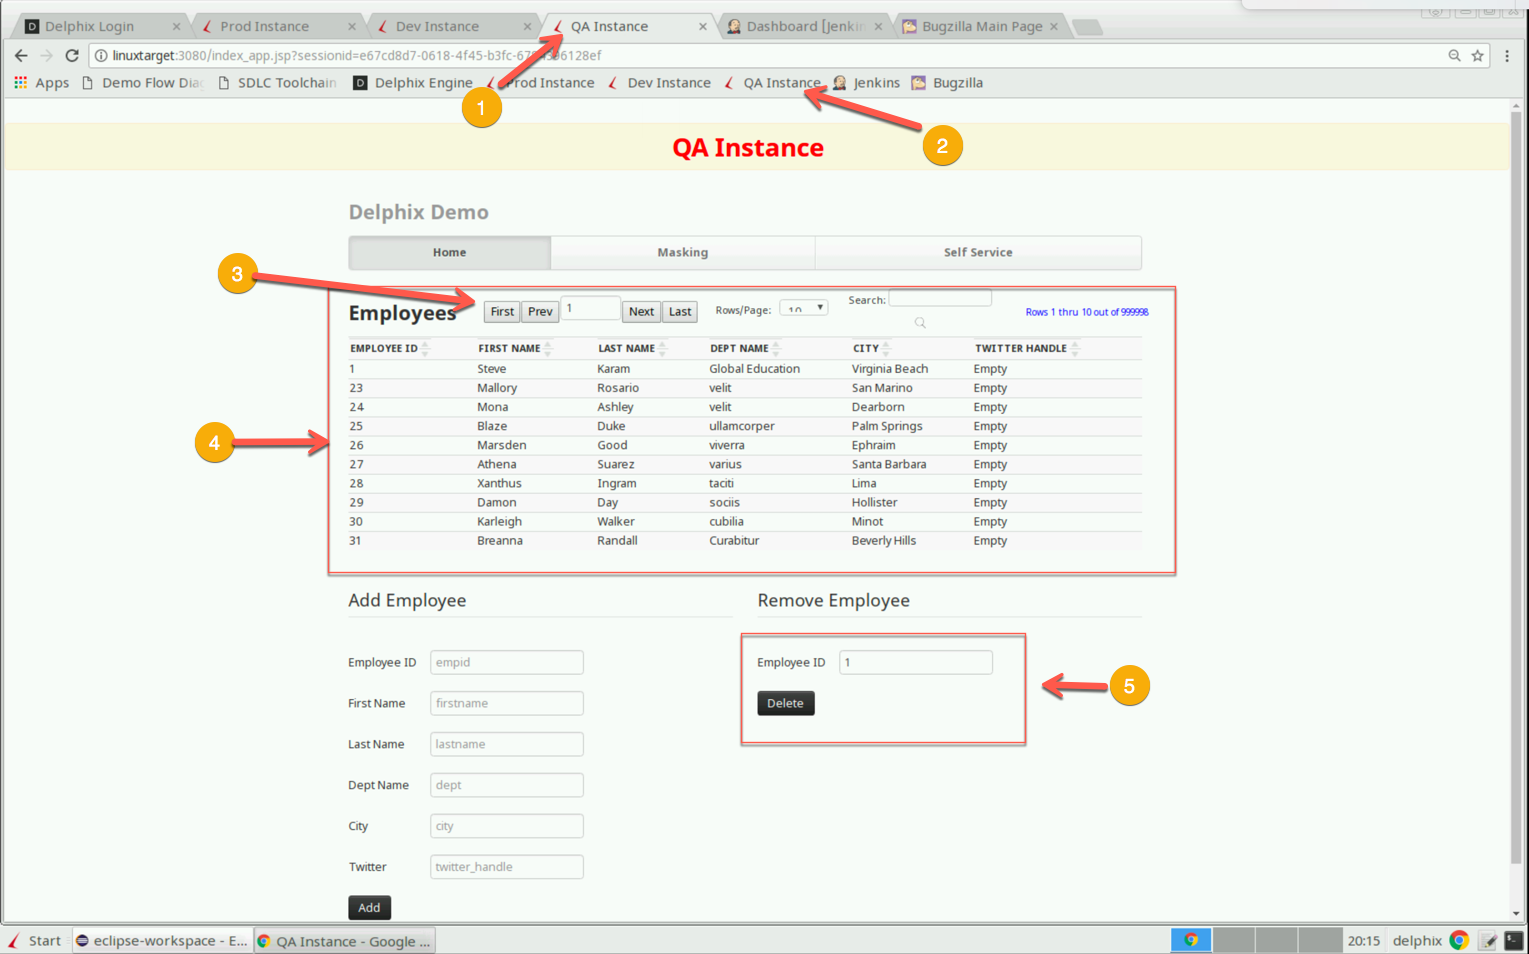 Delphix Login × Prod Instance × Dev Instance × QA Instance × Dashboard [Jenkin × Bugzilla Main Page ×
linuxtarget:3080/index_app.jsp?sessionid=e67cd8d7-0618-4f45-b3fc-67 96128ef
Apps Demo Flow Diag SDLC Toolchain Delphix Engine Prod Instance Dev Instance QA Instance Jenkins Bugzilla
1
2
QA Instance
Delphix Demo
Home Masking Self Service
3
Employees First Prev 1 Next Last Rows/Page: 10 Search: Rows 1 thru 10 out of 999998
EMPLOYEE ID FIRST NAME LAST NAME DEPT NAME CITY TWITTER HANDLE
1 Steve Karam Global Education Virginia Beach Empty
23 Mallory Rosario velit San Marino Empty
24 Mona Ashley velit Dearborn Empty
25 Blaze Duke ullamcorper Palm Springs Empty
4
26 Marsden Good viverra Ephraim Empty
27 Athena Suarez varius Santa Barbara Empty
28 Xanthus Ingram taciti Lima Empty
29 Damon Day sociis Hollister Empty
30 Karleigh Walker cubilia Minot Empty
31 Breanna Randall Curabitur Beverly Hills Empty
Add Employee
Employee ID empid
First Name firstname
Last Name lastname
Dept Name dept
City city
Twitter twitter_handle
Add
Remove Employee
Employee ID 1
Delete
5
Start eclipse-workspace - E... QA Instance - Google ... 20:15 delphix